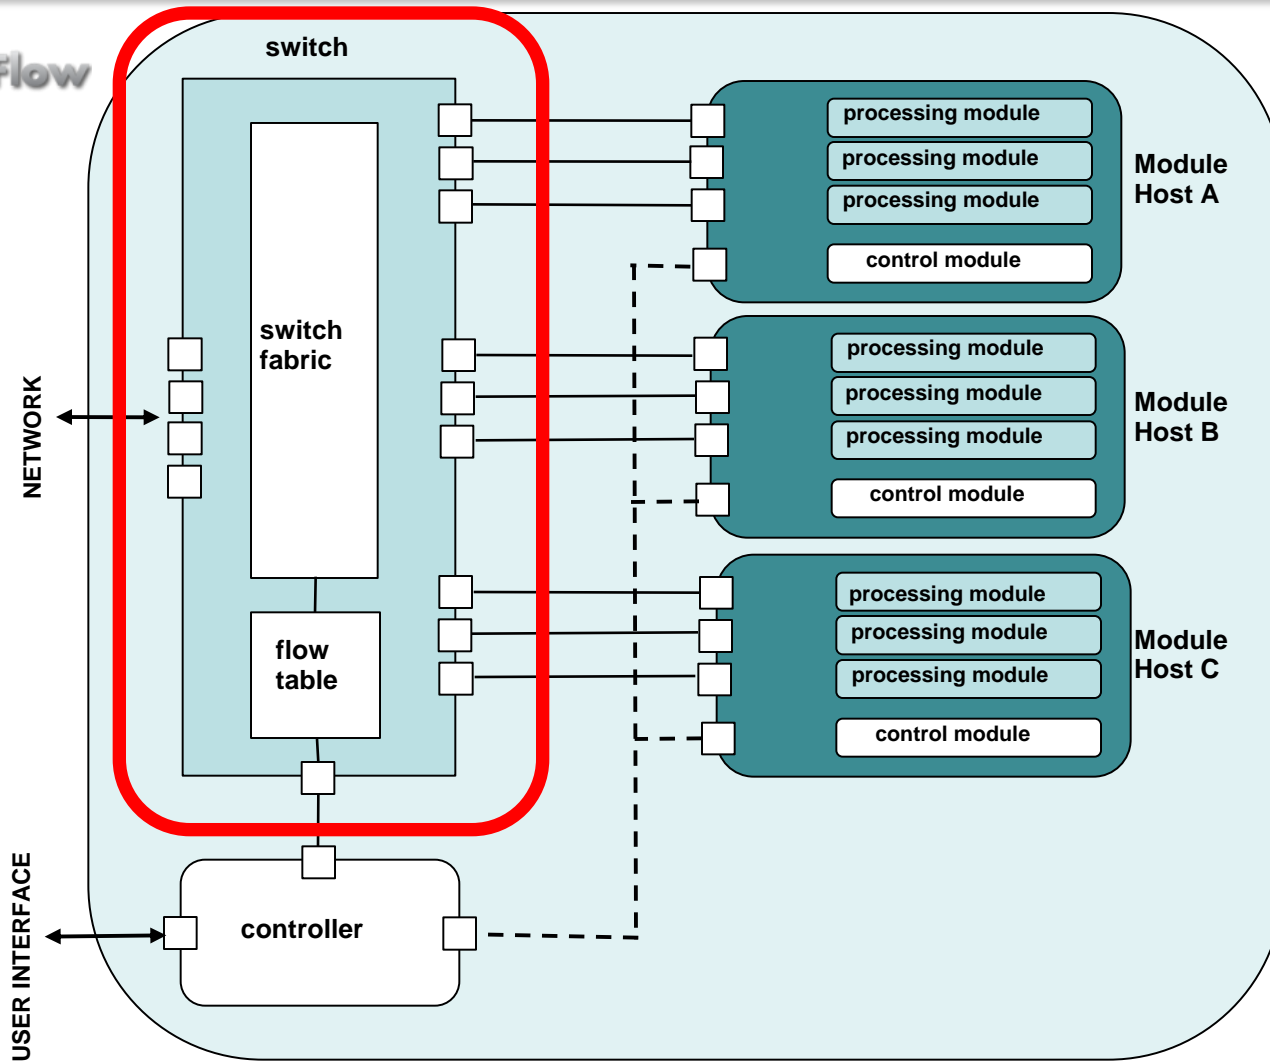 Flow
switch
processing module
processing module
processing module
control module
Module
Host A
switch
fabric
processing module
processing module
processing module
control module
Module
Host B
NETWORK
flow
table
processing module
processing module
processing module
control module
Module
Host C
controller
USER INTERFACE